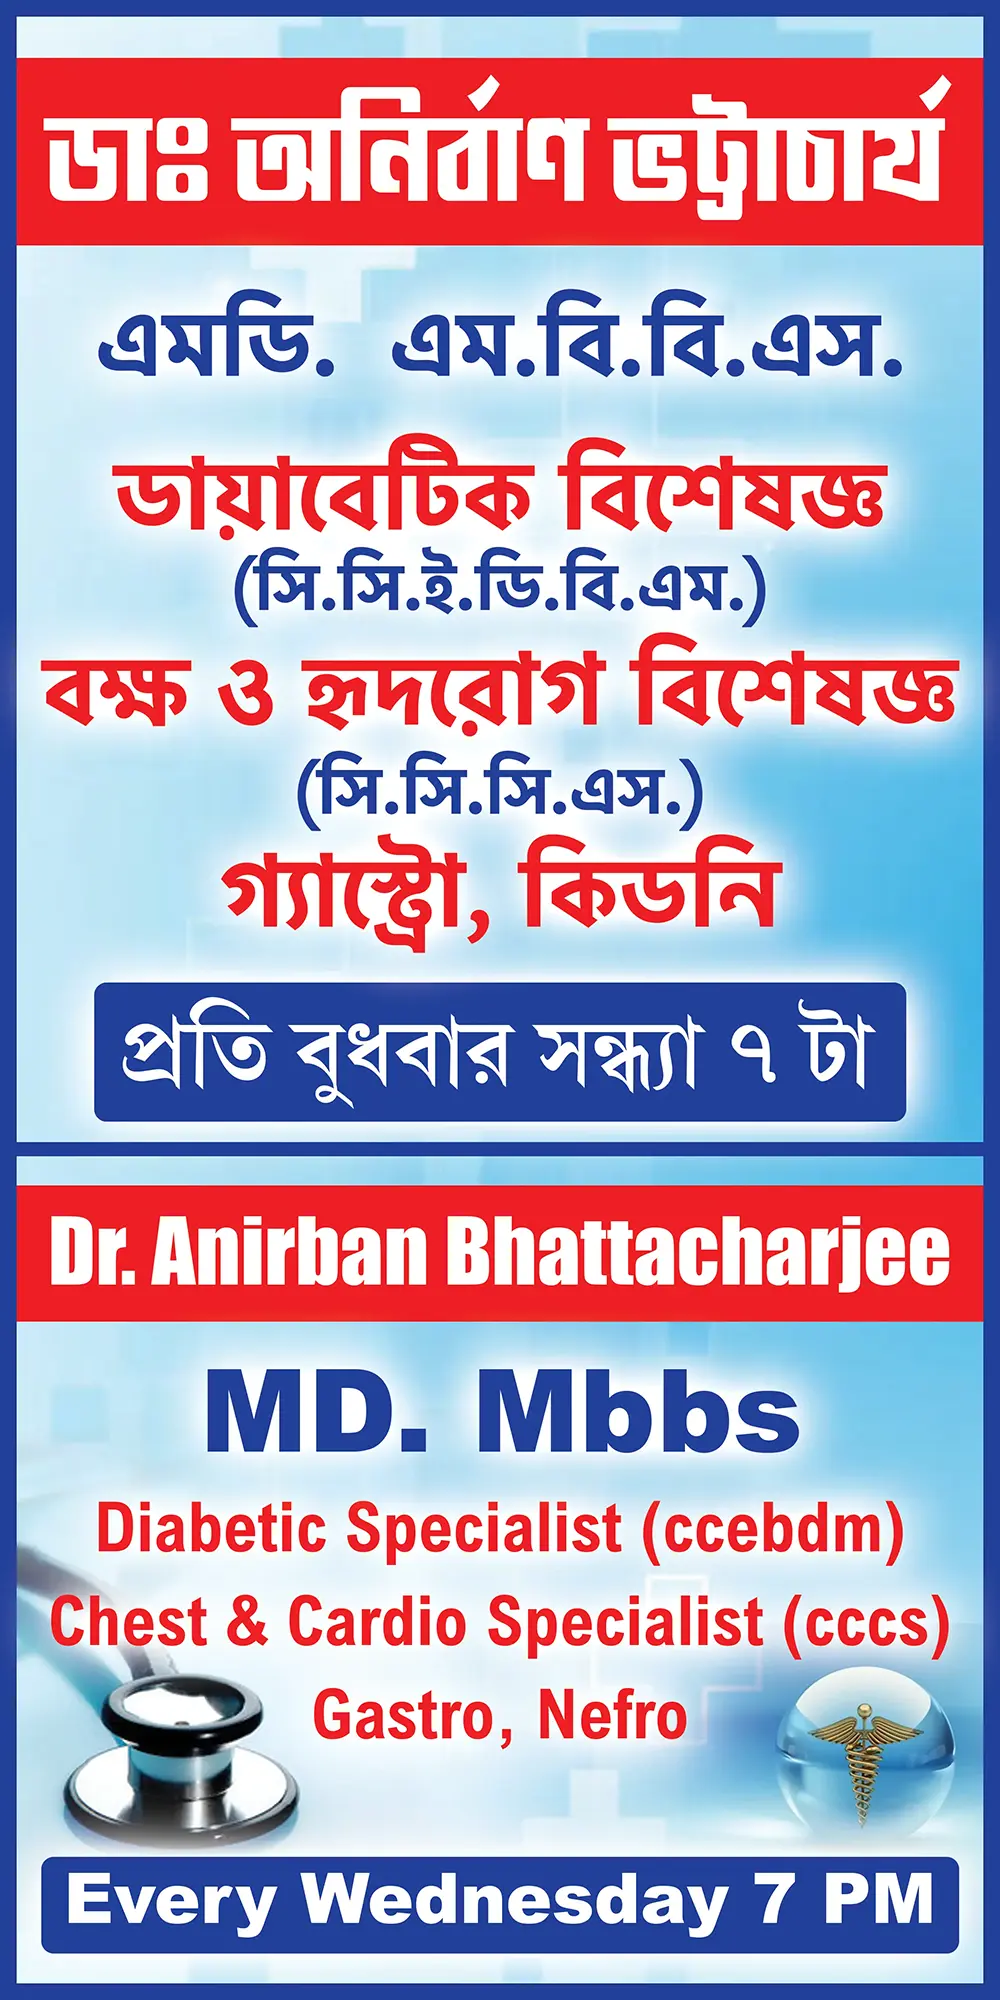 ডাঃ অনির্বাণ ভট্টাচার্য
এমডি. এম.বি.বি.এস.
ডায়াবেটিক বিশেষজ্ঞ
(সি.সি.ই.ডি.বি.এম.)
বক্ষ ও হৃদরোগ বিশেষজ্ঞ
(সি.সি.সি.এস.)
গ্যাস্ট্রো, কিডনি
প্রতি বুধবার সন্ধ্যা ৭ টা
Dr. Anirban Bhattacharjee
MD. Mbbs
Diabetic Specialist (ccebdm)
Chest & Cardio Specialist (cccs)
Gastro, Nefro
Every Wednesday 7 PM